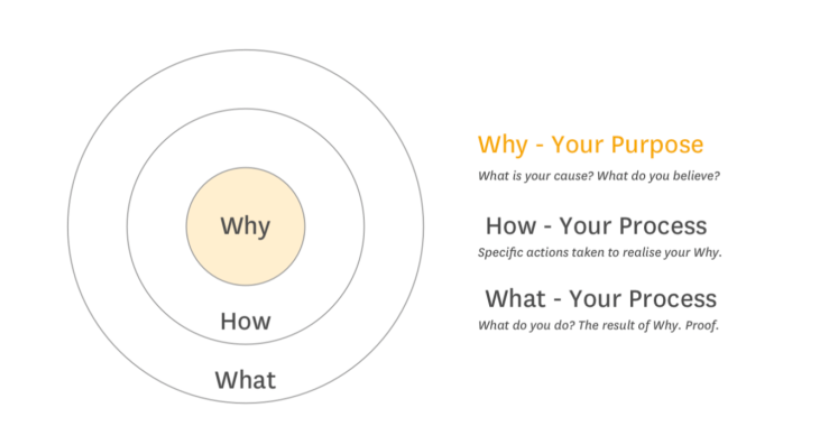 Why
How
What
Why - Your Purpose
What is your cause? What do you believe?
How - Your Process
Specific actions taken to realise your Why.
What - Your Process
What do you do? The result of Why. Proof.